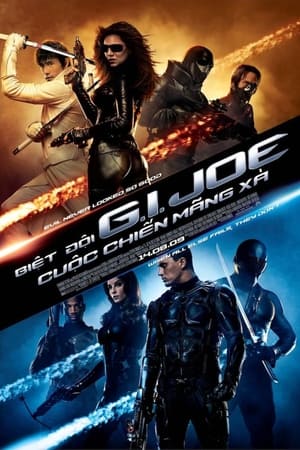 EVIL NEVER LOOKED SO GOOD
BIỆT ĐỘI G.I. JOE
CUỘC CHIẾN MÃNG XÀ
14.08.09
WHEN ALL ELSE FAILS, THEY DON'T